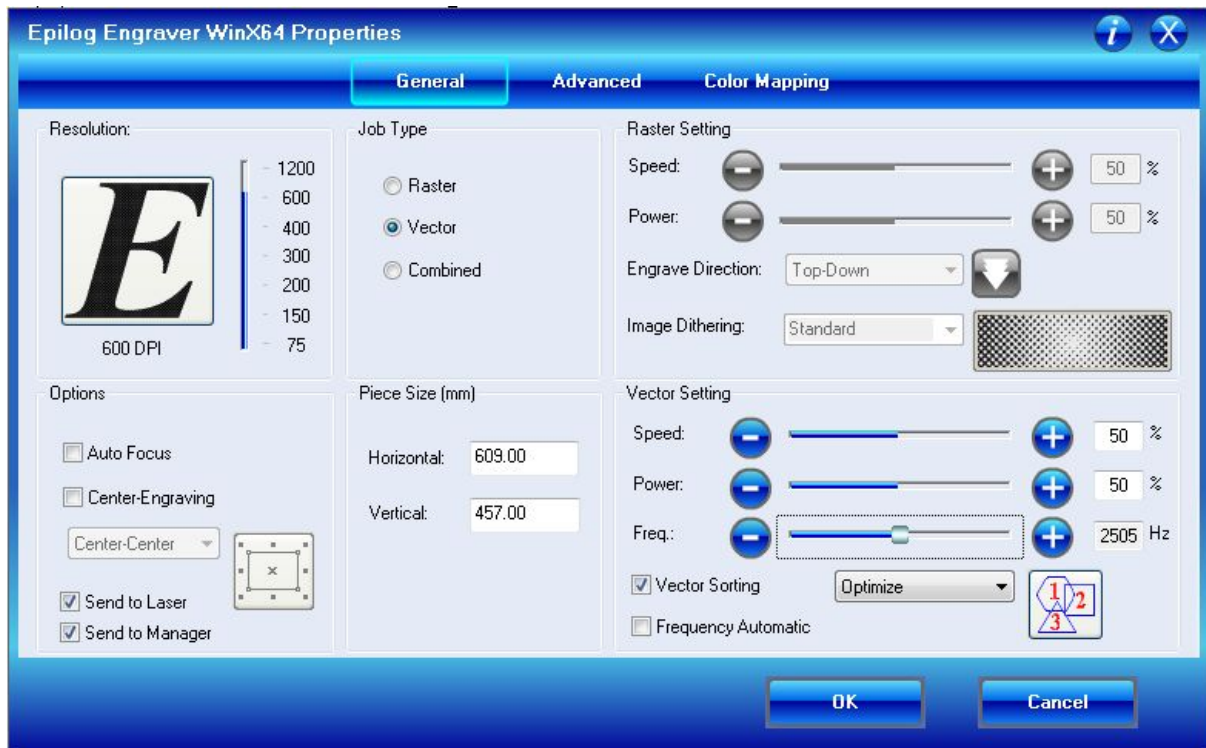 Epilog Engraver WinX64 Properties
i X
General Advanced Color Mapping
Resolution:
E
1200
600
400
300
200
150
75
600 DPI
Job Type
Raster
Vector
Combined
Raster Setting
Speed: 50 %
Power: 50 %
Engrave Direction: Top-Down
Image Dithering: Standard
Options
Auto Focus
Center-Engraving
Center-Center
Send to Laser
Send to Manager
Piece Size (mm)
Horizontal: 609.00
Vertical: 457.00
Vector Setting
Speed: 50 %
Power: 50 %
Freq.: 2505 Hz
Vector Sorting Optimize
1 2
3
Frequency Automatic
OK Cancel